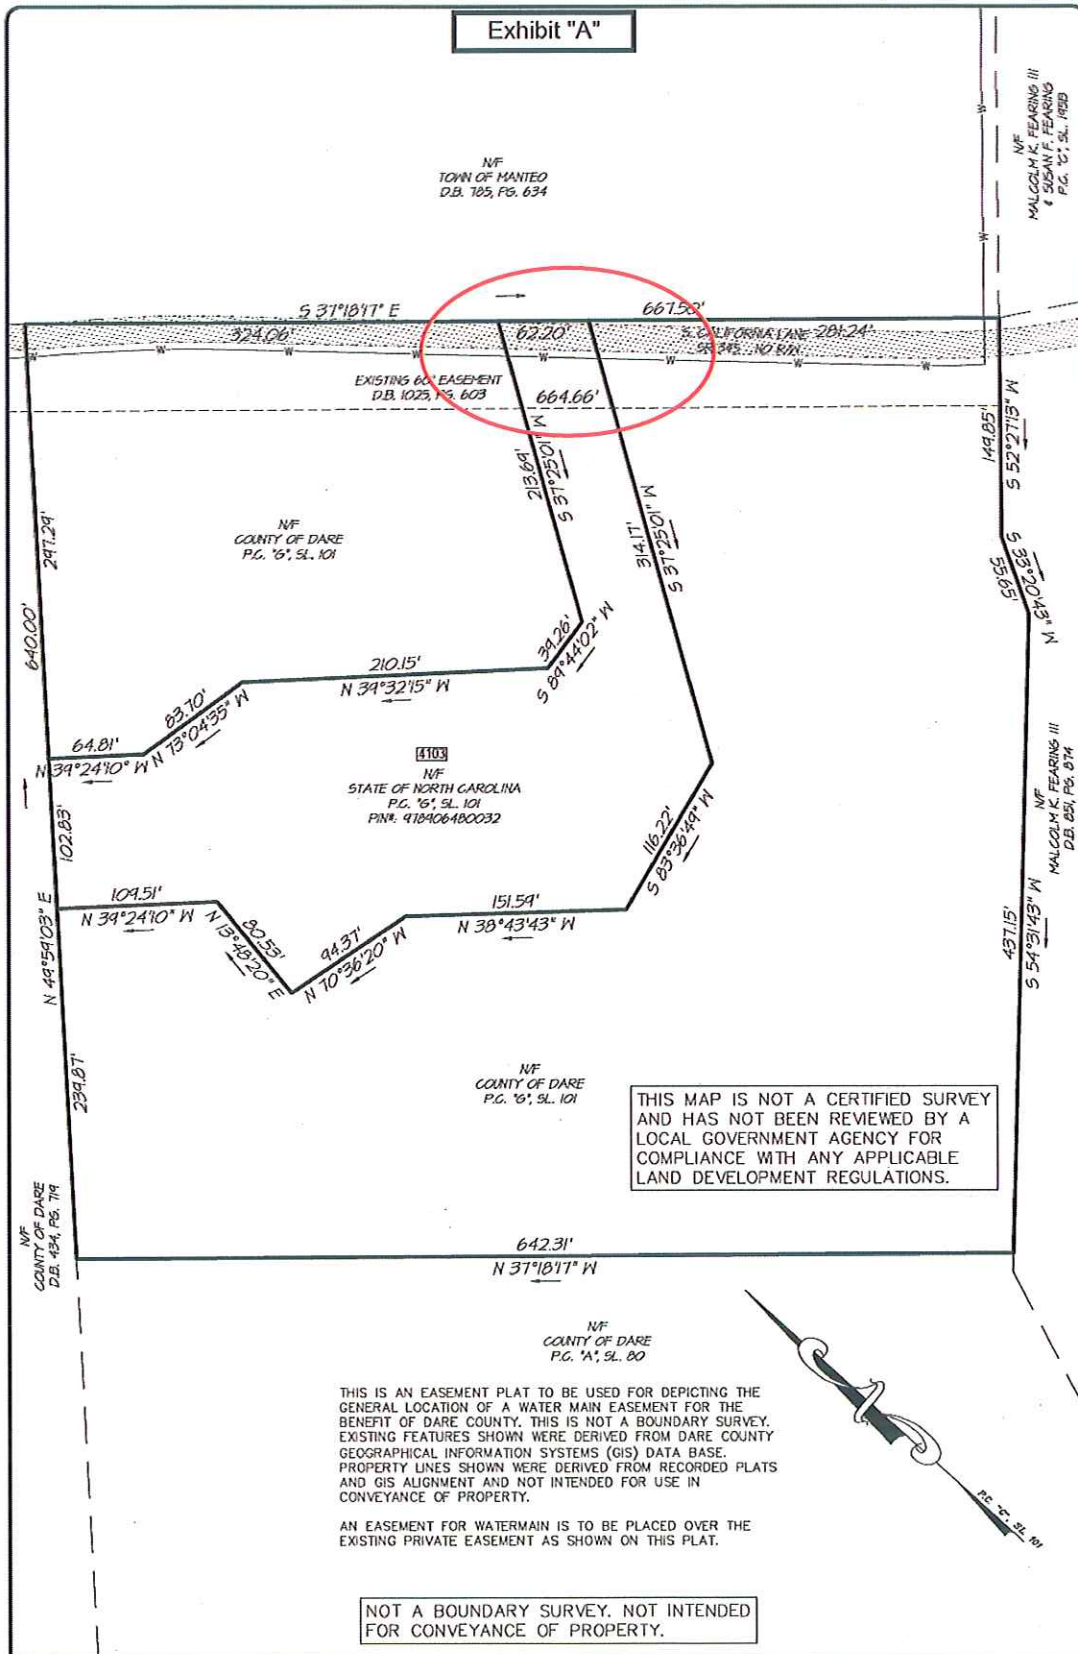 Exhibit "A"
N/F
TOWN OF MANTEO
D.B. 785, PG. 634
N/F
MALCOLM K. FEARING III
& SUSAN F. FEARING
P.C. "C", SL. 195B
S 37°18'17" E
667.50'
324.06'
62.20'
S. CALIFORNIA LANE
281.24'
W
W
W
W
W
W
W
W
W
W
EXISTING 60' EASEMENT
D.B. 1025, PG. 603
664.66'
149.85'
S 52°27'13" W
213.69'
S 37°25'01" W
314.17'
S 37°25'01" W
55.65'
S 33°20'43" W
N/F
COUNTY OF DARE
P.C. "G", SL. 101
297.29'
640.00'
39.26'
S 89°44'02" W
210.15'
N 39°32'15" W
83.70'
N 73°04'35" W
64.81'
N 39°24'10" W
4103
N/F
STATE OF NORTH CAROLINA
P.C. "G", SL. 101
PIN#: 978906480032
N/F
MALCOLM K. FEARING III
D.B. 851, PG. 874
102.83'
116.22'
S 83°36'49" W
109.51'
N 39°24'10" W
80.53'
N 13°48'20" E
94.37'
N 70°36'20" W
151.59'
N 38°43'43" W
N 49°59'03" E
437.15'
S 54°31'43" W
239.87'
N/F
COUNTY OF DARE
P.C. "G", SL. 101
THIS MAP IS NOT A CERTIFIED SURVEY
AND HAS NOT BEEN REVIEWED BY A
LOCAL GOVERNMENT AGENCY FOR
COMPLIANCE WITH ANY APPLICABLE
LAND DEVELOPMENT REGULATIONS.
N/F
COUNTY OF DARE
D.B. 434, PG. 719
642.31'
N 37°18'17" W
N/F
COUNTY OF DARE
P.C. "A", SL. 80
THIS IS AN EASEMENT PLAT TO BE USED FOR DEPICTING THE
GENERAL LOCATION OF A WATER MAIN EASEMENT FOR THE
BENEFIT OF DARE COUNTY. THIS IS NOT A BOUNDARY SURVEY.
EXISTING FEATURES SHOWN WERE DERIVED FROM DARE COUNTY
GEOGRAPHICAL INFORMATION SYSTEMS (GIS) DATA BASE.
PROPERTY LINES SHOWN WERE DERIVED FROM RECORDED PLATS
AND GIS ALIGNMENT AND NOT INTENDED FOR USE IN
CONVEYANCE OF PROPERTY.
AN EASEMENT FOR WATERMAIN IS TO BE PLACED OVER THE
EXISTING PRIVATE EASEMENT AS SHOWN ON THIS PLAT.
P.C. "G", SL. 101
NOT A BOUNDARY SURVEY. NOT INTENDED
FOR CONVEYANCE OF PROPERTY.